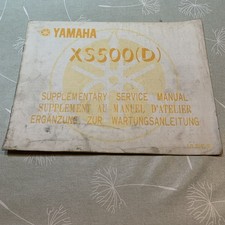 YAMAHA
XS500(D)
SUPPLEMENTARY SERVICE MANUAL
SUPPLEMENT AU MANUEL D'ATELIER
ERGÄNZUNG ZUR WARTUNGSANLEITUNG